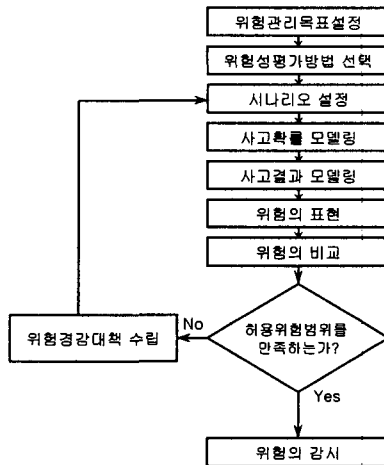 위험관리목표설정
위험성평가방법 선택
시나리오 설정
사고확률 모델링
사고결과 모델링
위험의 표현
위험의 비교
허용위험범위를
만족하는가?
No
위험경감대책 수립
Yes
위험의 감시